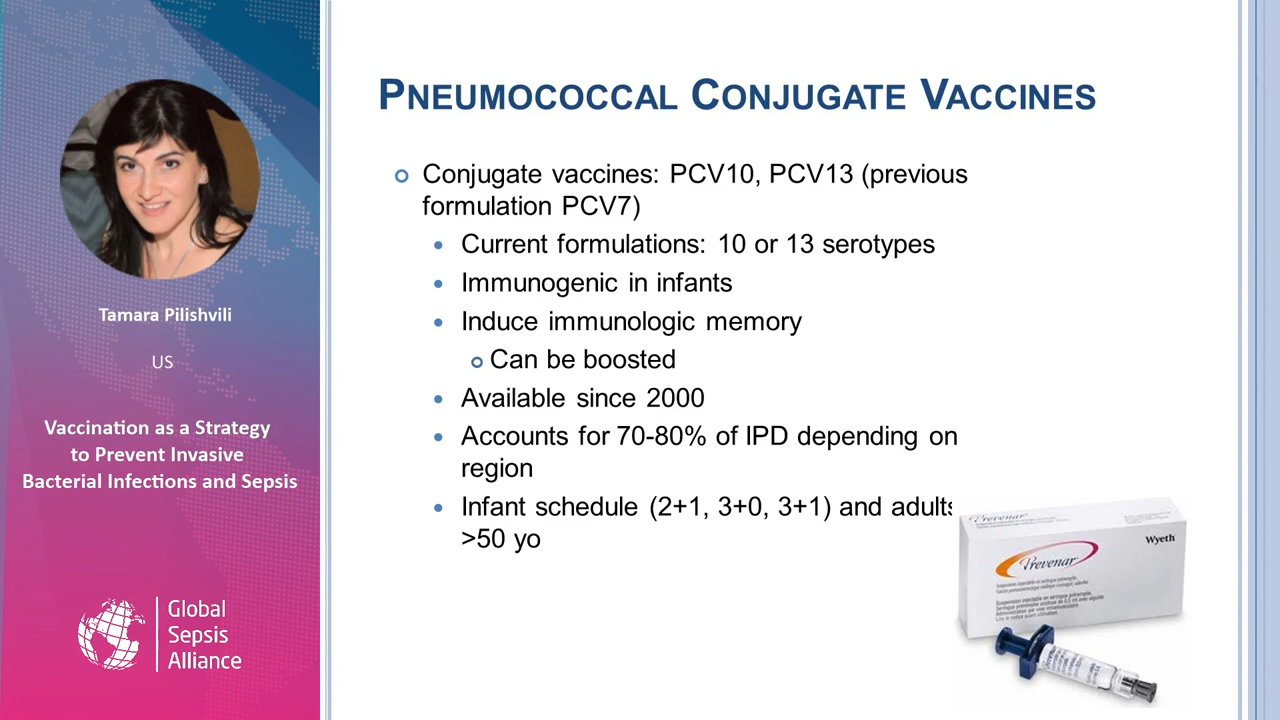 Tamara Pilishvili
US
Vaccination as a Strategy
to Prevent Invasive
Bacterial Infections and Sepsis
Global
Sepsis
Alliance
PNEUMOCOCCAL CONJUGATE VACCINES
Conjugate vaccines: PCV10, PCV13 (previous
formulation PCV7)
Current formulations: 10 or 13 serotypes
Immunogenic in infants
Induce immunologic memory
Can be boosted
Available since 2000
Accounts for 70-80% of IPD depending on
region
Infant schedule (2+1, 3+0, 3+1) and adults
>50 yo
Prevenar
Wyeth
Prevenar